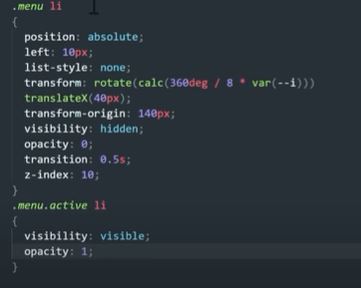 .menu li
{
position: absolute;
left: 10px;
list-style: none;
transform: rotate(calc(360deg / 8 * var(--i)))
translateX(40px);
transform-origin: 140px;
visibility: hidden;
opacity: 0;
transition: 0.5s;
z-index: 10;
}
.menu.active li
{
visibility: visible;
opacity: 1;
}